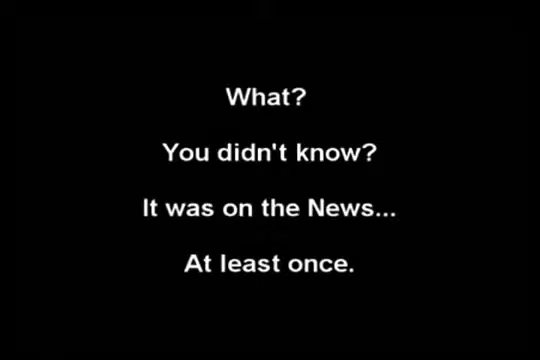 What?
You didn't know?
It was on the News...
At least once.